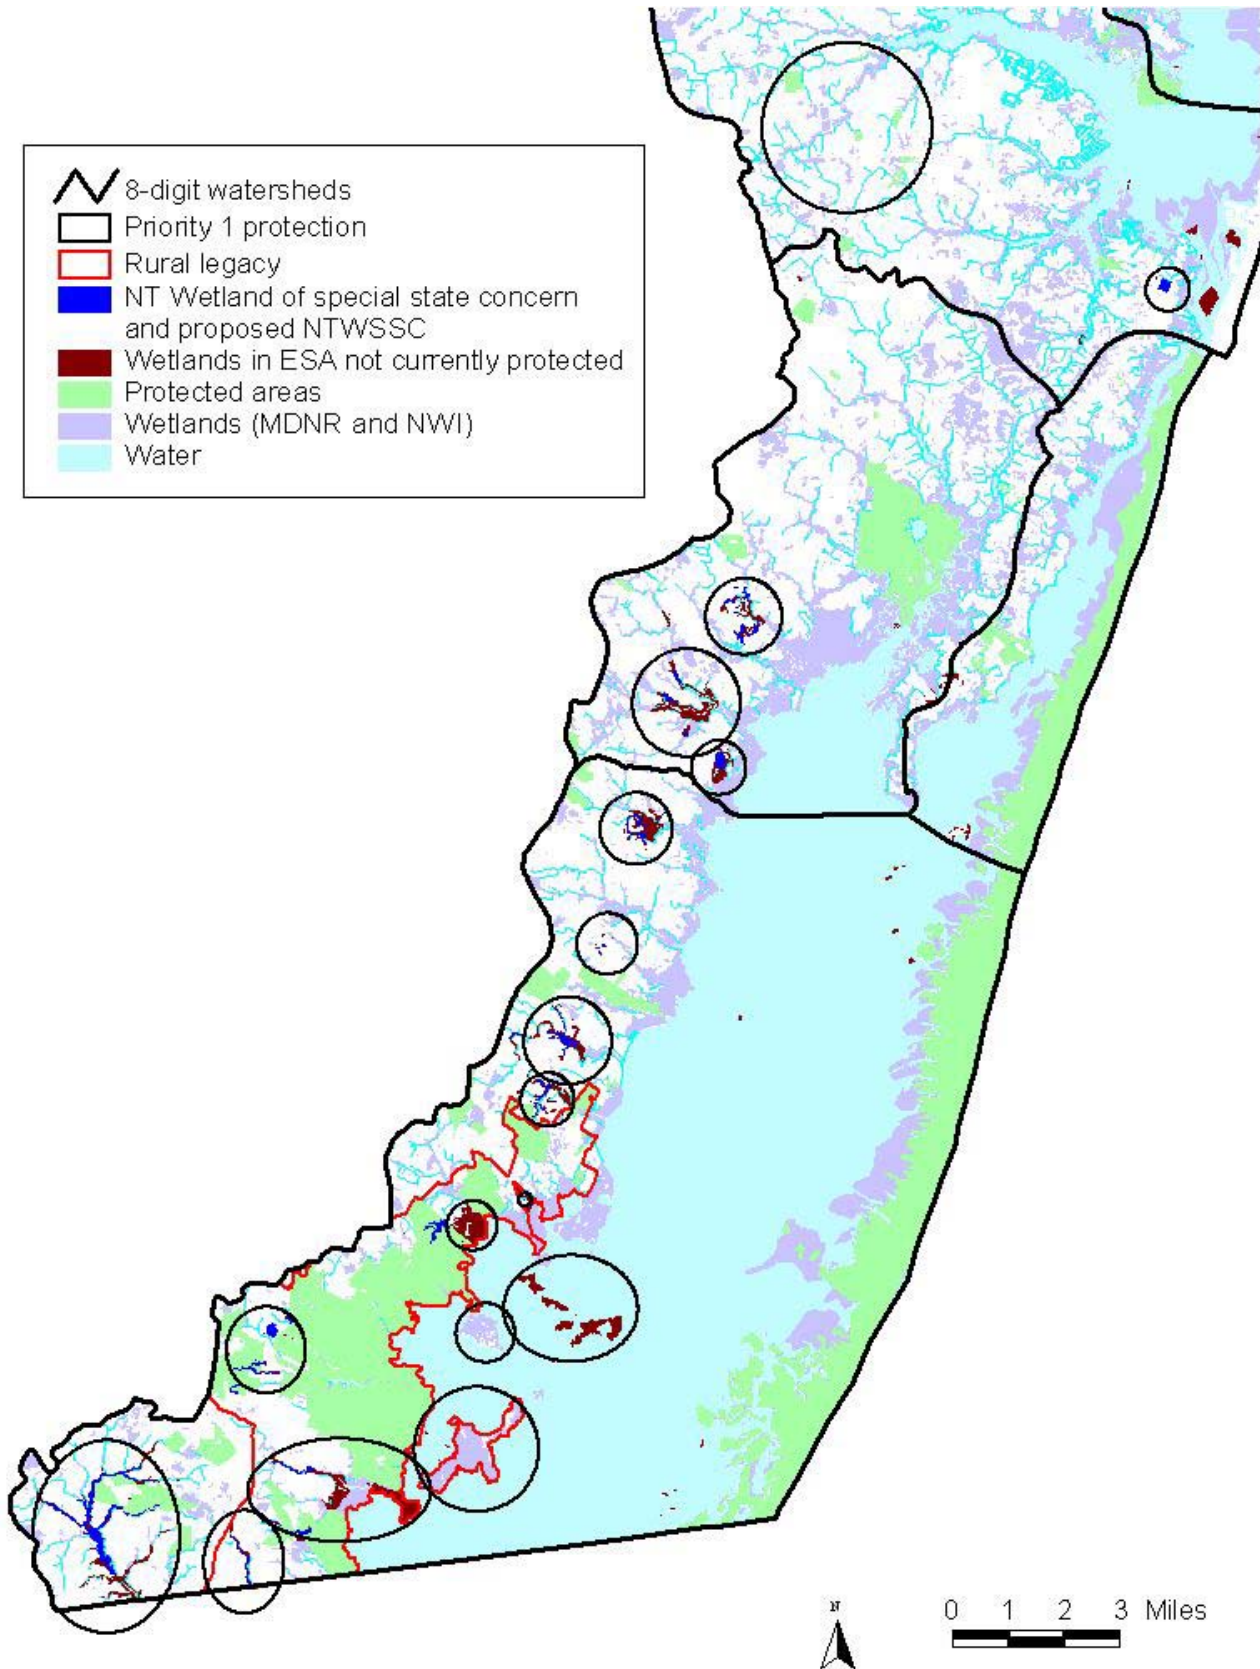 8-digit watersheds
Priority 1 protection
Rural legacy
NT Wetland of special state concern
and proposed NTWSSC
Wetlands in ESA not currently protected
Protected areas
Wetlands (MDNR and NWI)
Water
N
0 1 2 3 Miles